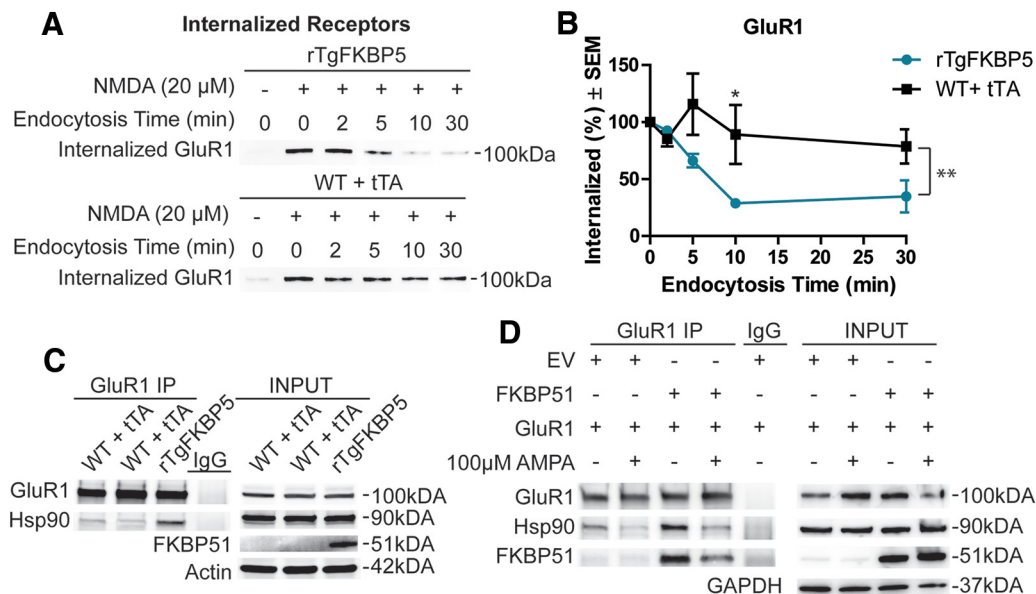 A
Internalized Receptors
rTgFKBP5
NMDA (20 µM) - + + + + +
Endocytosis Time (min) 0 0 2 5 10 30
Internalized GluR1 -100kDa
WT + tTA
NMDA (20 µM) - + + + + +
Endocytosis Time (min) 0 0 2 5 10 30
Internalized GluR1 -100kDa
B
GluR1
Internalized (%) ± SEM
150
100
50
0
0 5 10 15 20 25 30
Endocytosis Time (min)
*
**
rTgFKBP5
WT+ tTA
C
GluR1 IP INPUT
WT + tTA WT + tTA rTgFKBP5 IgG WT + tTA WT + tTA rTgFKBP5
GluR1 -100kDA
Hsp90 -90kDA
FKBP51 -51kDA
Actin -42kDA
D
GluR1 IP IgG INPUT
EV + + - - + + + - -
FKBP51 - - + + - - - + +
GluR1 + + + + + + + + +
100µM AMPA - + - + - - + - +
GluR1 -100kDA
Hsp90 -90kDA
FKBP51 -51kDA
GAPDH -37kDA